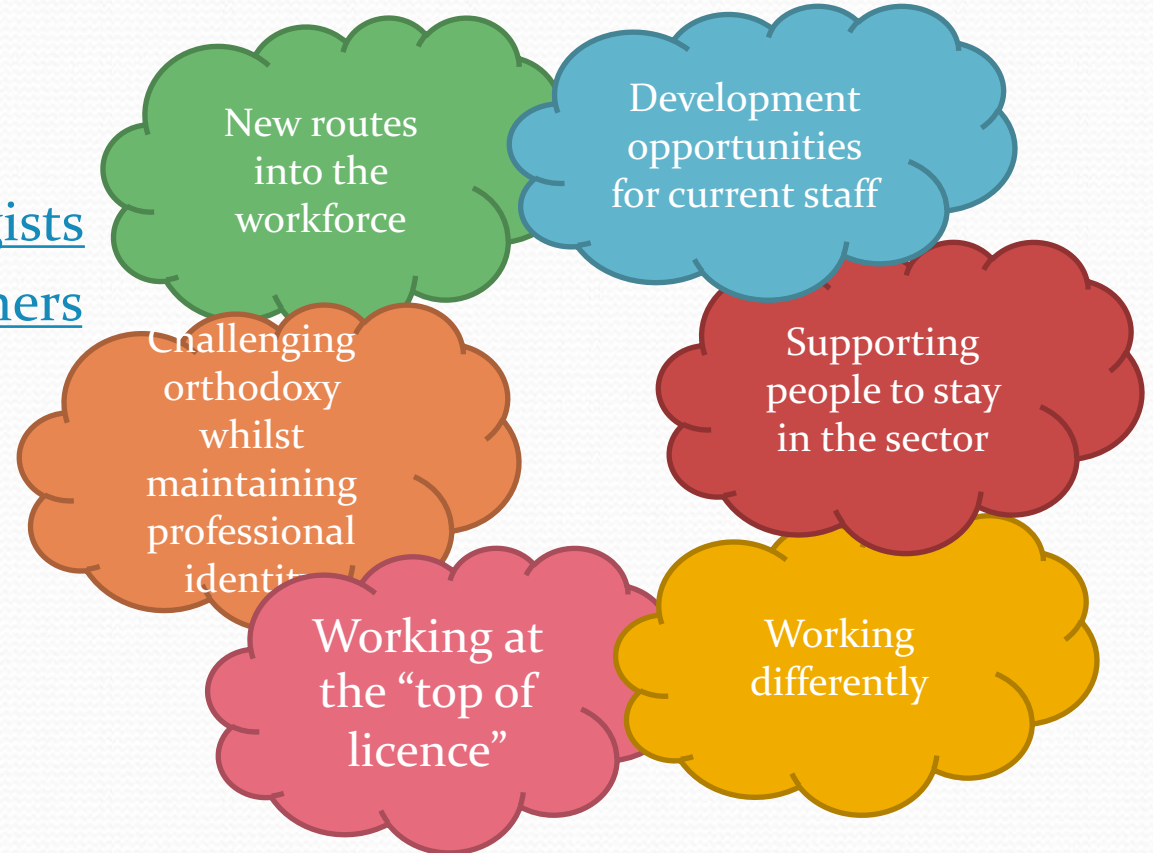 New routes
into the
workforce
Development
opportunities
for current staff
Challenging
orthodoxy
whilst
maintaining
professional
Supporting
people to stay
in the sector
Working at
the “top of
licence”
Working
differently